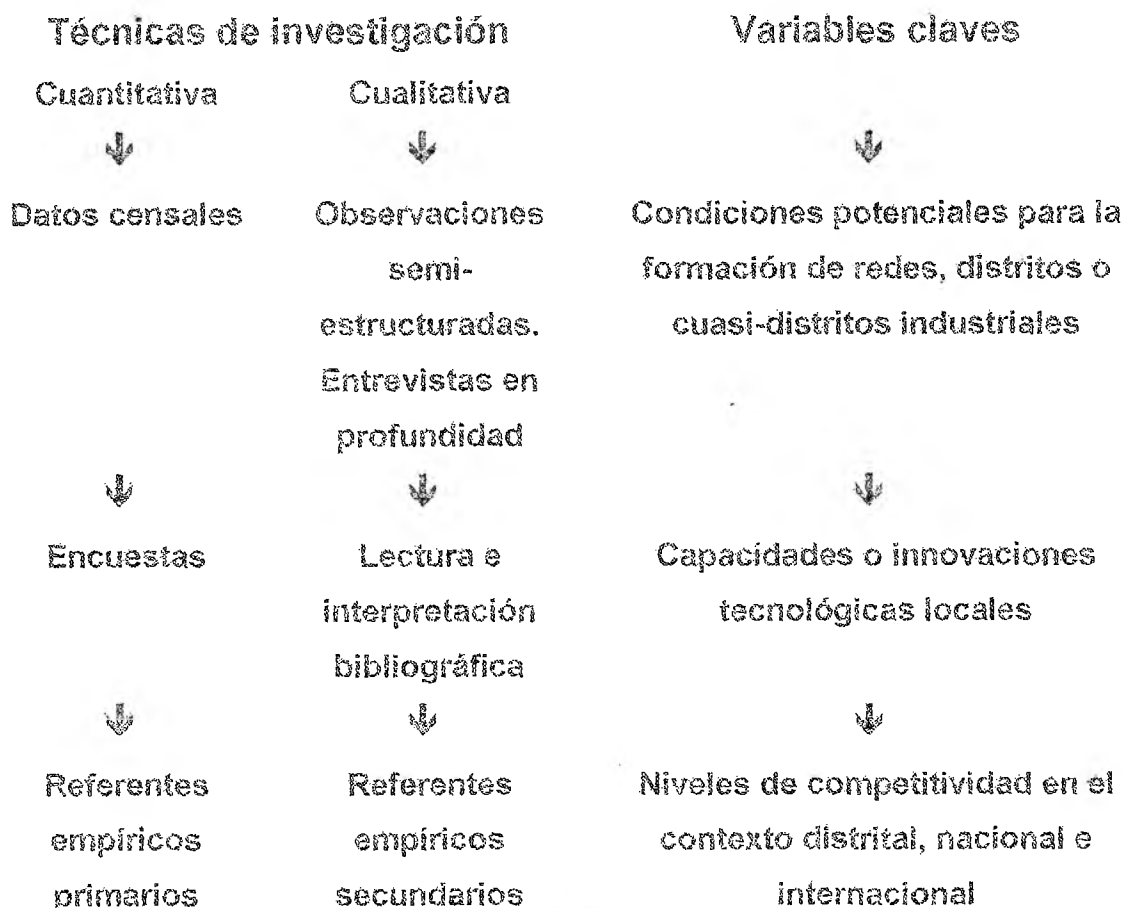 Técnicas de investigación
Variables claves
Cuantitativa
Cualitativa
Datos censales
Observaciones
semi-
estructuradas.
Entrevistas en
profundidad
Condiciones potenciales para la
formación de redes, distritos o
cuasi-distritos industriales
Encuestas
Lectura e
interpretación
bibliográfica
Capacidades o innovaciones
tecnológicas locales
Referentes
empíricos
primarios
Referentes
empíricos
secundarios
Niveles de competitividad en el
contexto distrital, nacional e
internacional